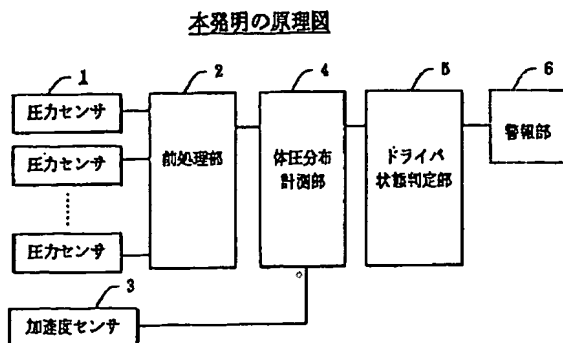 本発明の原理図
1
2
4
5
6
圧力センサ
圧力センサ
圧力センサ
前処理部
体圧分布
計測部
ドライバ
状態判定部
警報部
3
加速度センサ